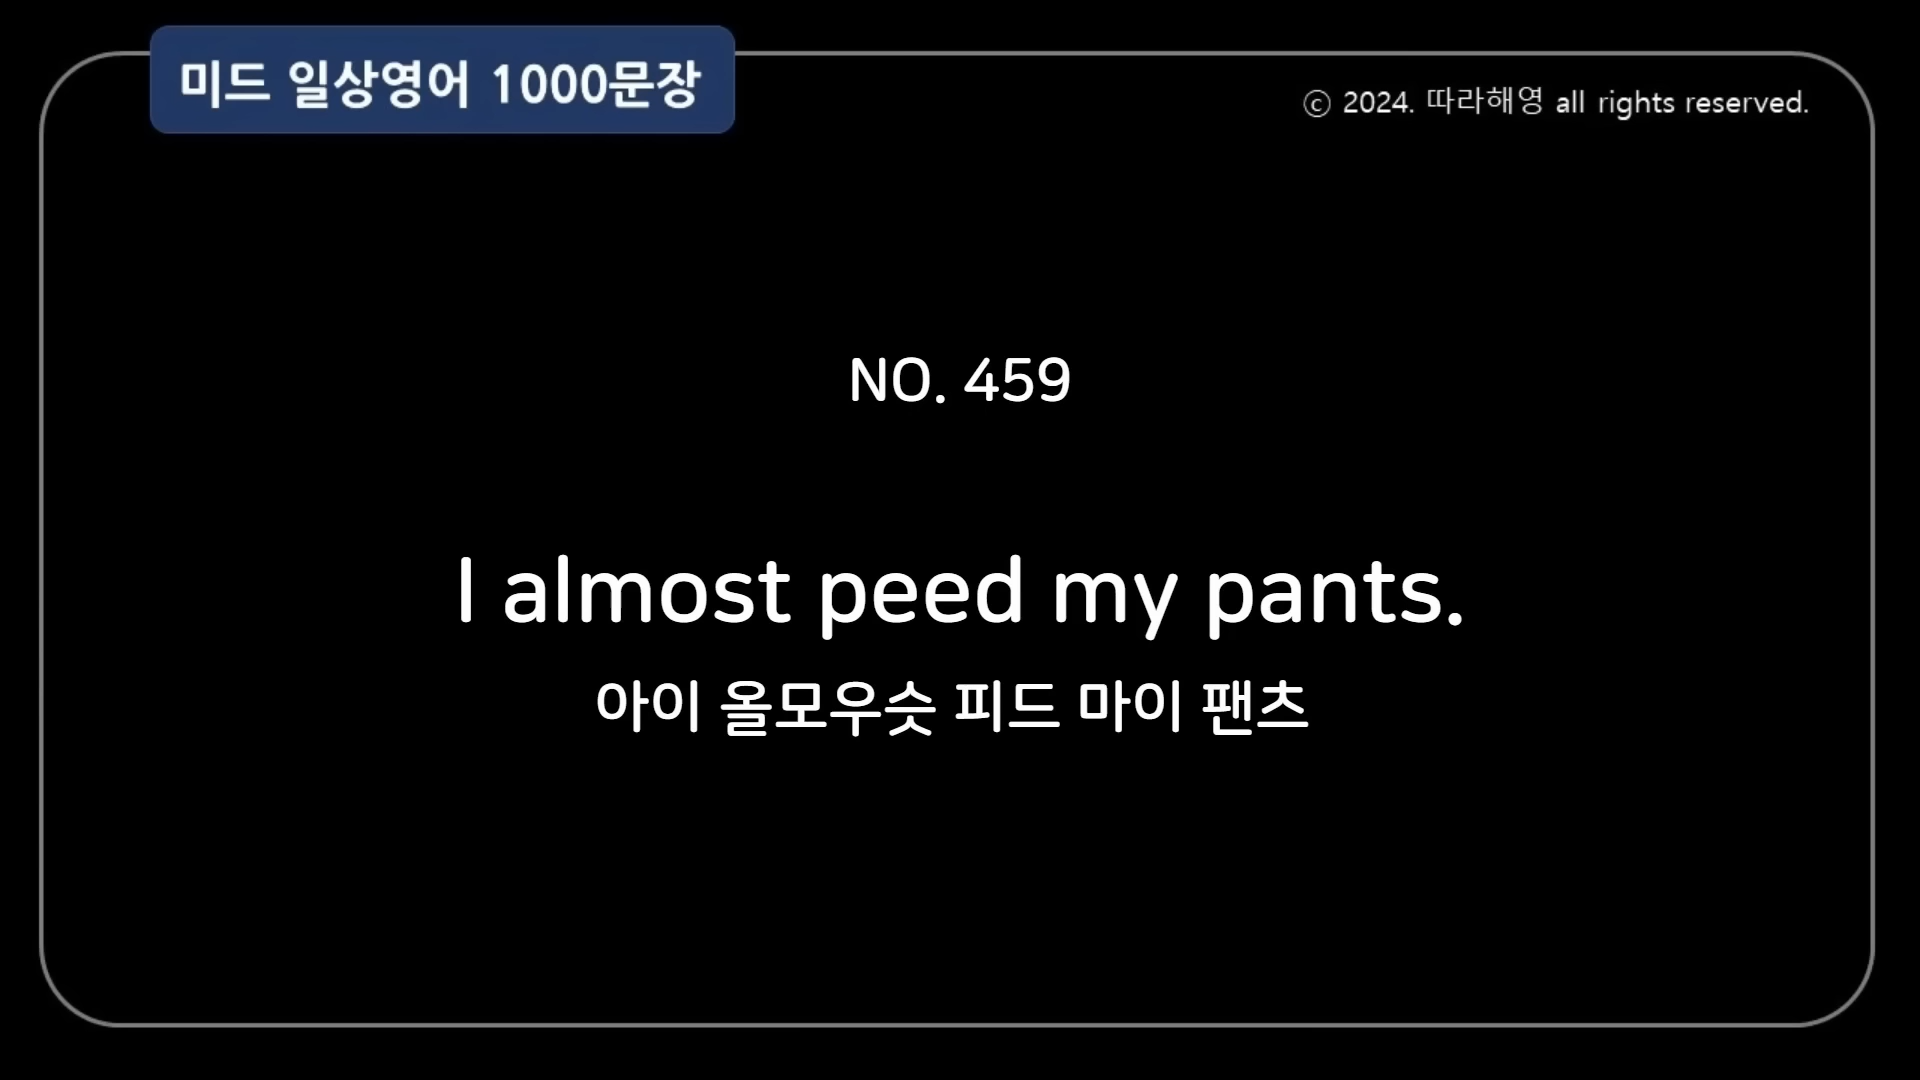 미드 일상영어 1000문장
ⓒ 2024. 따라해영 all rights reserved.
NO. 459
I almost peed my pants.
아이 올모우슷 피드 마이 팬츠